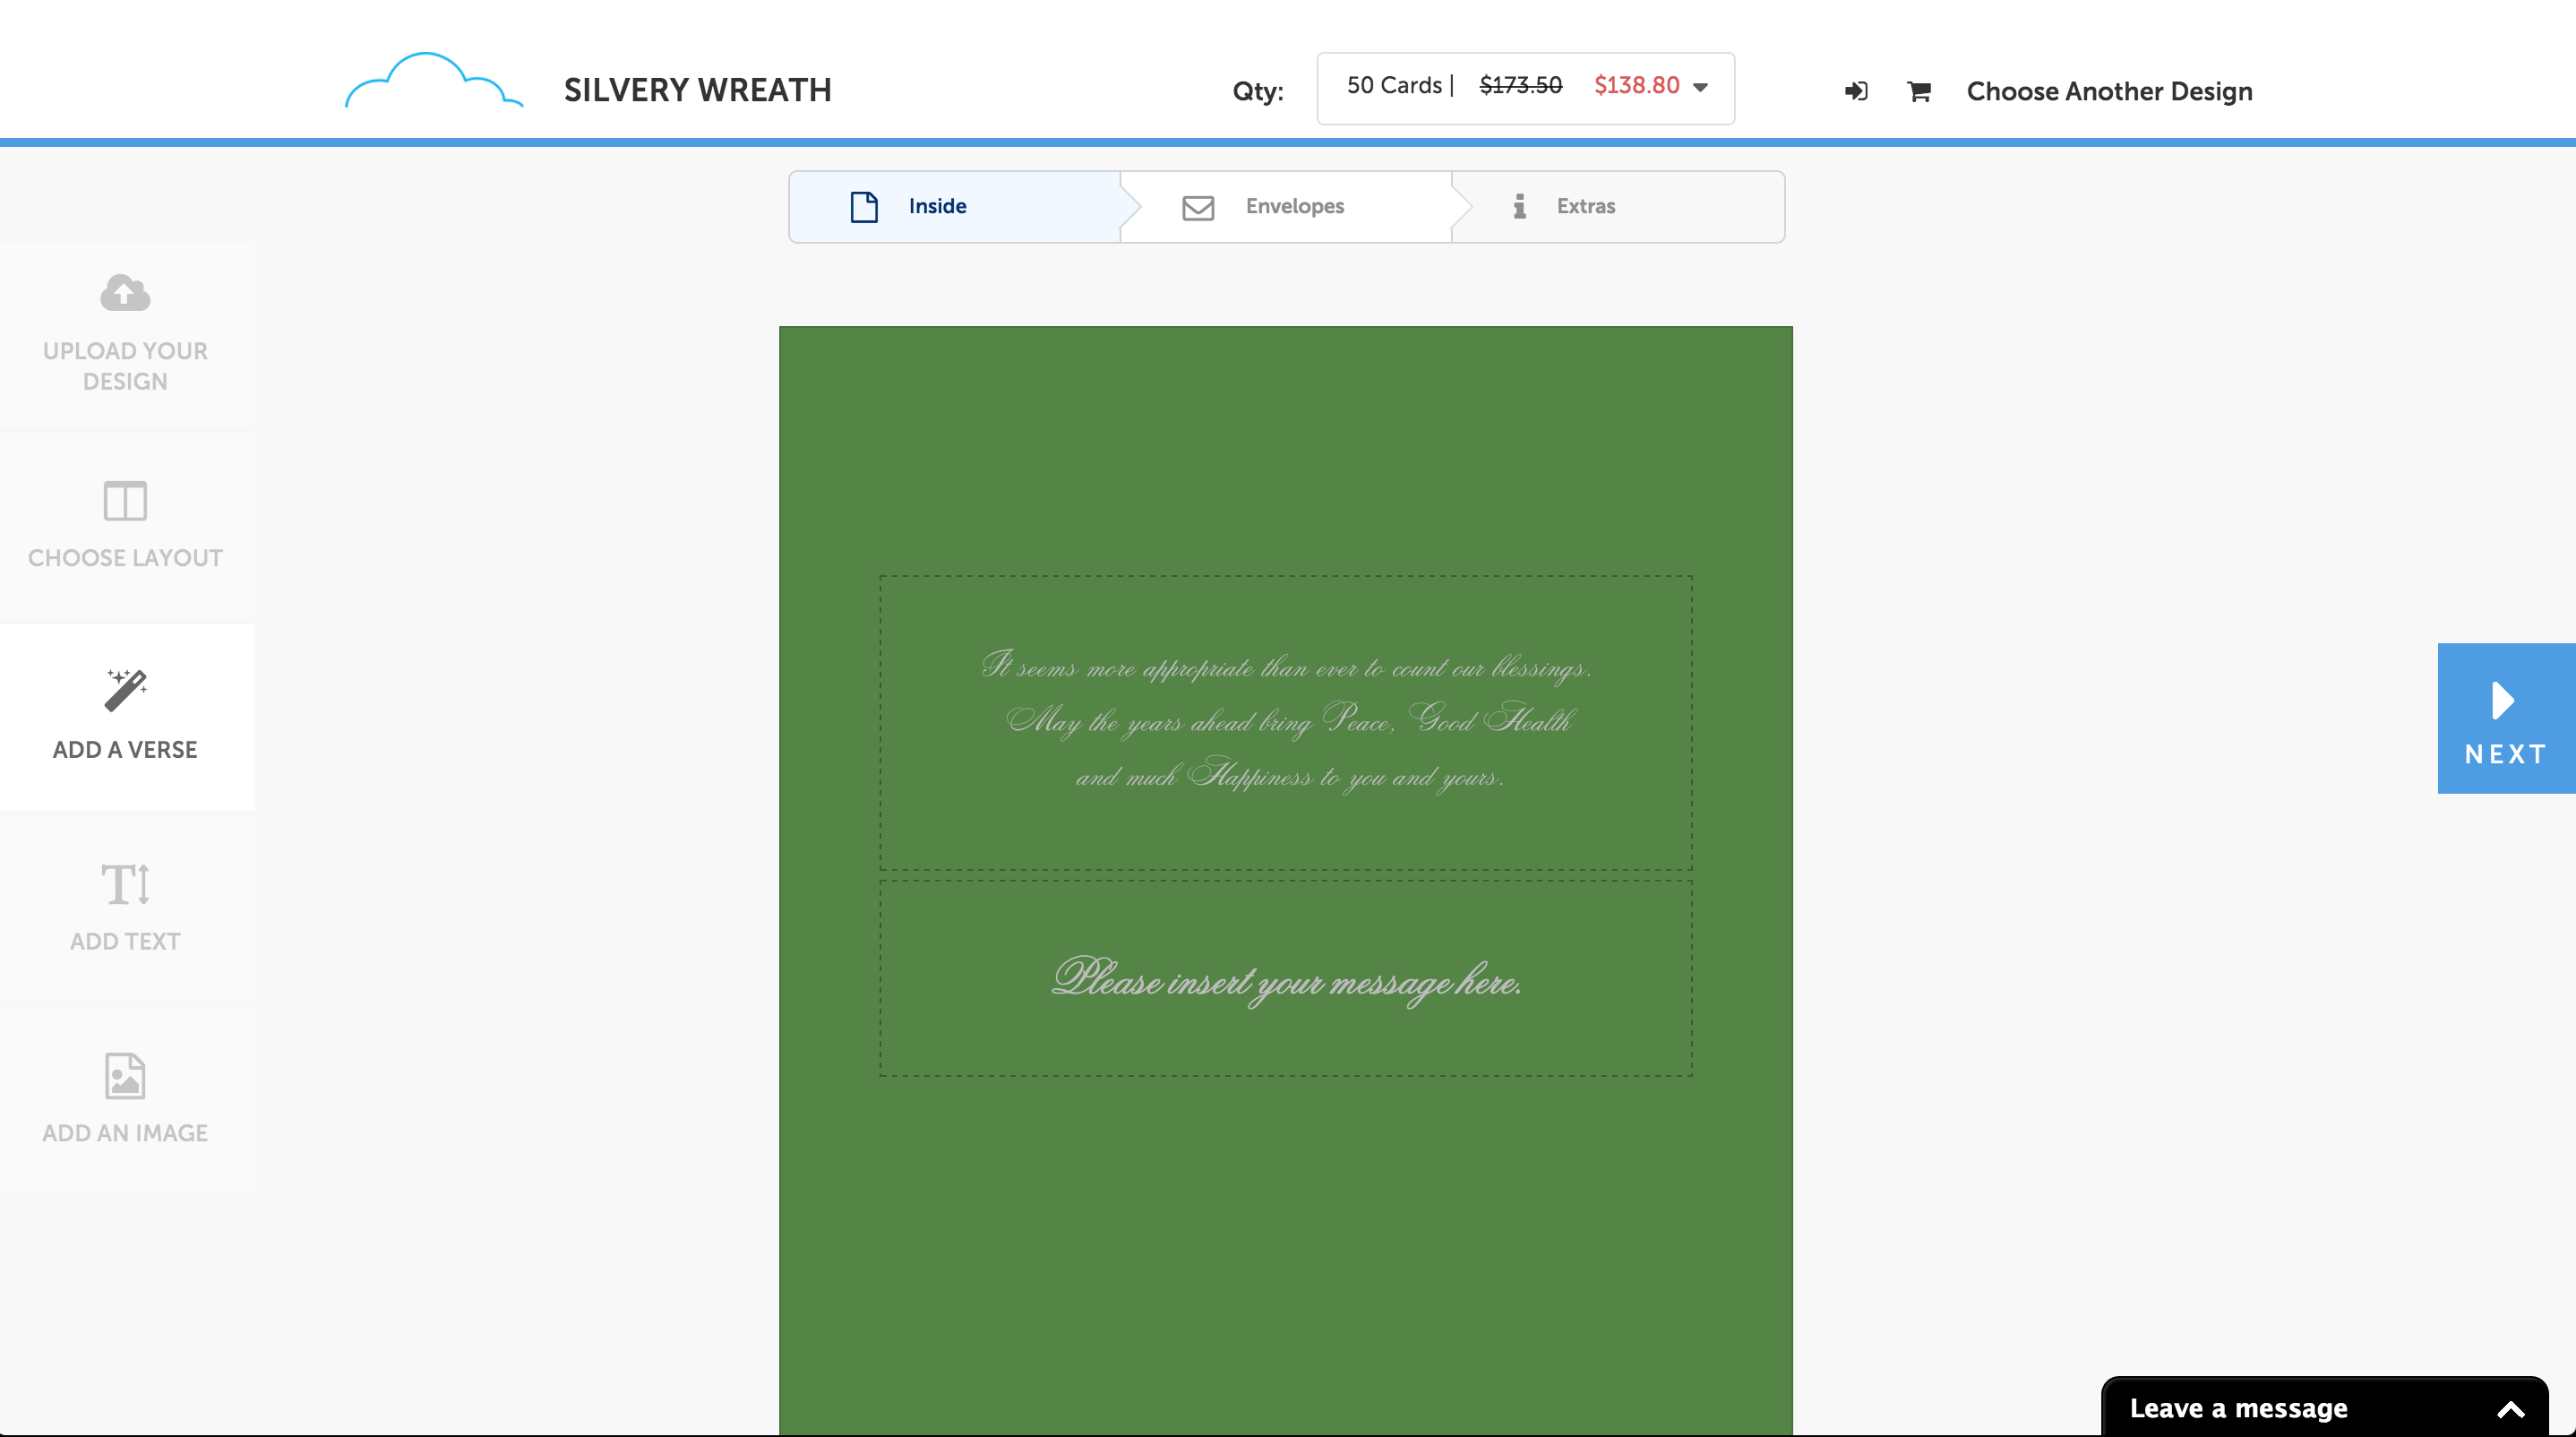 SILVERY WREATH
Qty:
50 Cards | $173.50 $138.80
Choose Another Design
Inside
Envelopes
Extras
UPLOAD YOUR
DESIGN
CHOOSE LAYOUT
ADD A VERSE
ADD TEXT
ADD AN IMAGE
It seems more appropriate than ever to count our blessings.
May the years ahead bring Peace, Good Health
and much Happiness to you and yours.
Please insert your message here.
NEXT
Leave a message